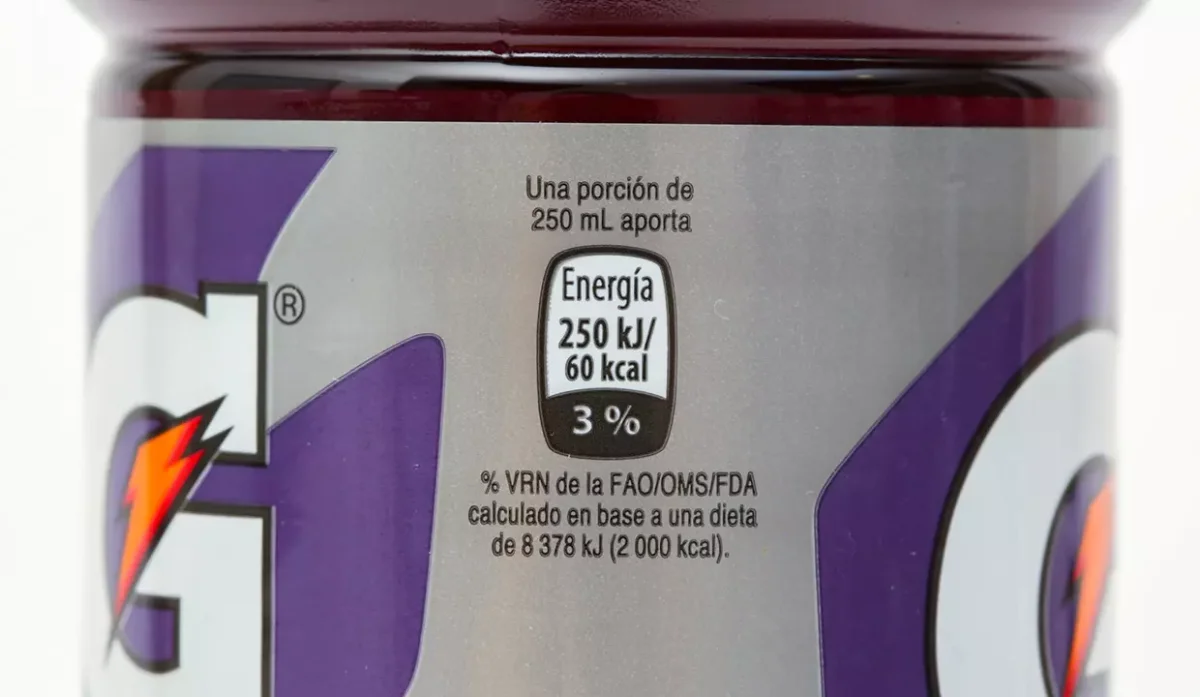 Una porción de
250 mL aporta
Energía
250 kJ/
60 kcal
3 %
% VRN de la FAO/OMS/FDA
calculado en base a una dieta
de 8 378 kJ (2 000 kcal).
G®
G